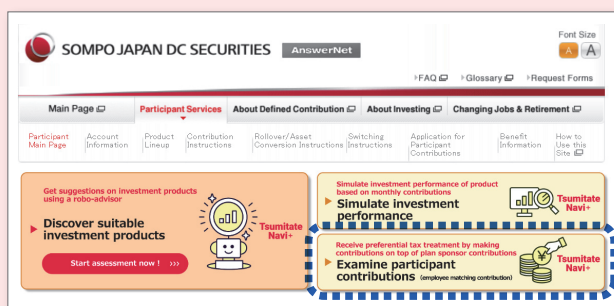 Font Size
SOMPO JAPAN DC SECURITIES AnswerNet
A A
FAQ Glossary Request Forms
Main Page Participant Services About Defined Contribution About Investing Changing Jobs & Retirement
Participant Main Page
Account Information
Product Lineup
Contribution Instructions
Rollover/Asset Conversion Instructions
Switching Instructions
Application for Participant Contributions
Benefit Information
How to Use this Site
Get suggestions on investment products
using a robo-advisor
Discover suitable
investment products
Start assessment now !
Tsumitate
Navi+
Simulate investment performance of product
based on monthly contributions
Simulate investment
performance
Tsumitate
Navi+
Receive preferential tax treatment by making
contributions on top of plan sponsor contributions
Examine participant
contributions (employee matching contribution)
¥
Tsumitate
Navi+